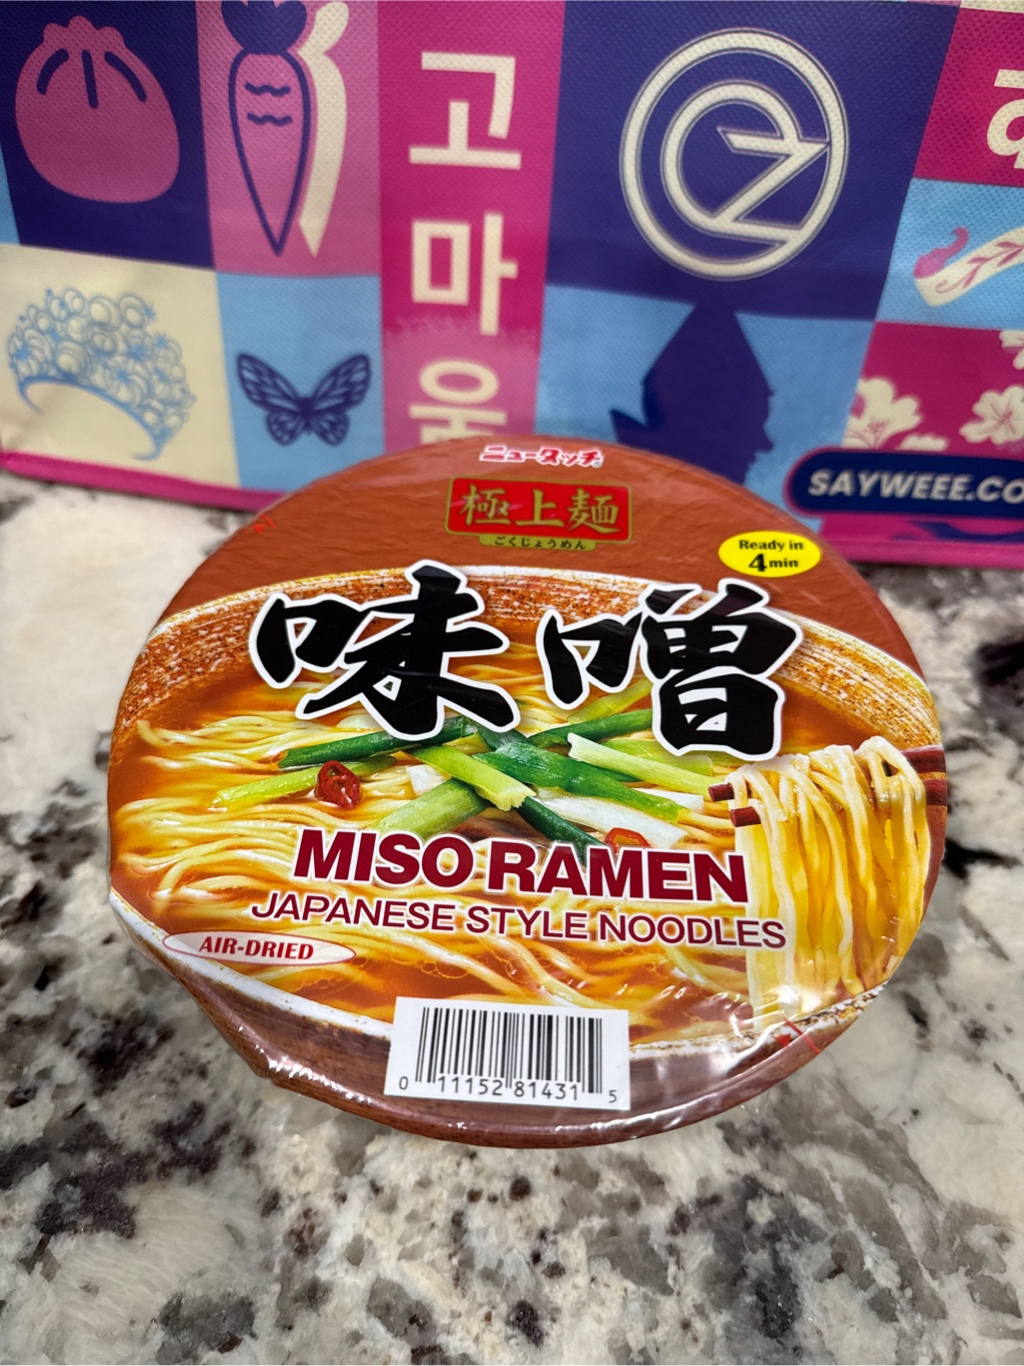 고
마
움
SAYWEEE.CO
ニュータッチ
極上麺
ごくじょうめん
Ready in
4 min
味噌
MISO RAMEN
JAPANESE STYLE NOODLES
AIR-DRIED
0 11152 81431 5